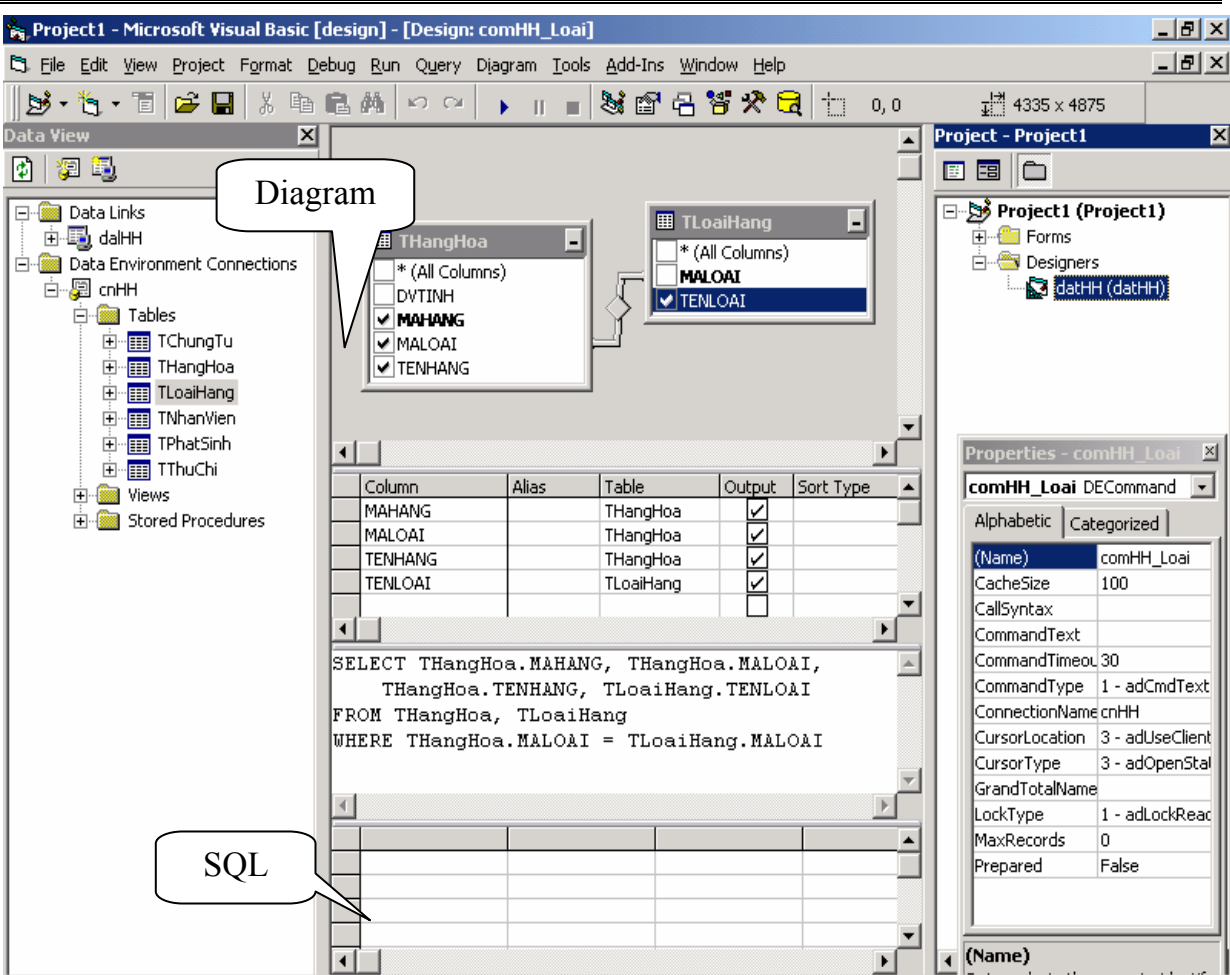 Project1 - Microsoft Visual Basic [design] - [Design: comHH_Loai]
File Edit View Project Format Debug Run Query Diagram Tools Add-Ins Window Help
0, 0 4335 x 4875
Data View
Data Links
dalHH
Data Environment Connections
cnHH
Tables
TChungTu
THangHoa
TLoaiHang
TNhanVien
TPhatSinh
TThuChi
Views
Stored Procedures
Diagram
THangHoa
* (All Columns)
DVTINH
MAHANG
MALOAI
TENHANG
TLoaiHang
* (All Columns)
MALOAI
TENLOAI
Column Alias Table Output Sort Type
MAHANG THangHoa
MALOAI THangHoa
TENHANG THangHoa
TENLOAI TLoaiHang
SELECT THangHoa.MAHANG, THangHoa.MALOAI,
THangHoa.TENHANG, TLoaiHang.TENLOAI
FROM THangHoa, TLoaiHang
WHERE THangHoa.MALOAI = TLoaiHang.MALOAI
SQL
Project - Project1
Project1 (Project1)
Forms
Designers
datHH (datHH)
Properties - comHH_Loai
comHH_Loai DECommand
Alphabetic Categorized
(Name) comHH_Loai
CacheSize 100
CallSyntax
CommandText
CommandTimeou 30
CommandType 1 - adCmdText
ConnectionName cnHH
CursorLocation 3 - adUseClient
CursorType 3 - adOpenStat
GrandTotalName
LockType 1 - adLockReac
MaxRecords 0
Prepared False
(Name)